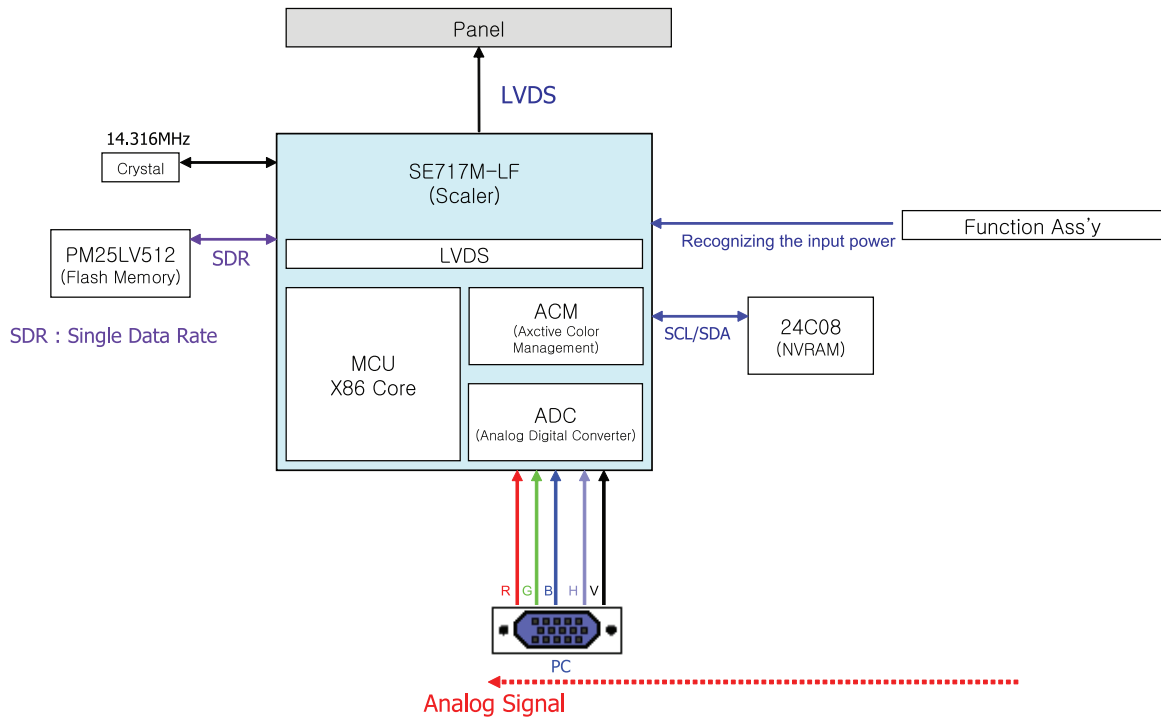 Panel
LVDS
14.316MHz
Crystal
SE717M-LF
(Scaler)
Function Ass'y
Recognizing the input power
PM25LV512
(Flash Memory)
SDR
LVDS
SDR : Single Data Rate
ACM
(Axctive Color
Management)
SCL/SDA
24C08
(NVRAM)
MCU
X86 Core
ADC
(Analog Digital Converter)
R G B H V
PC
Analog Signal